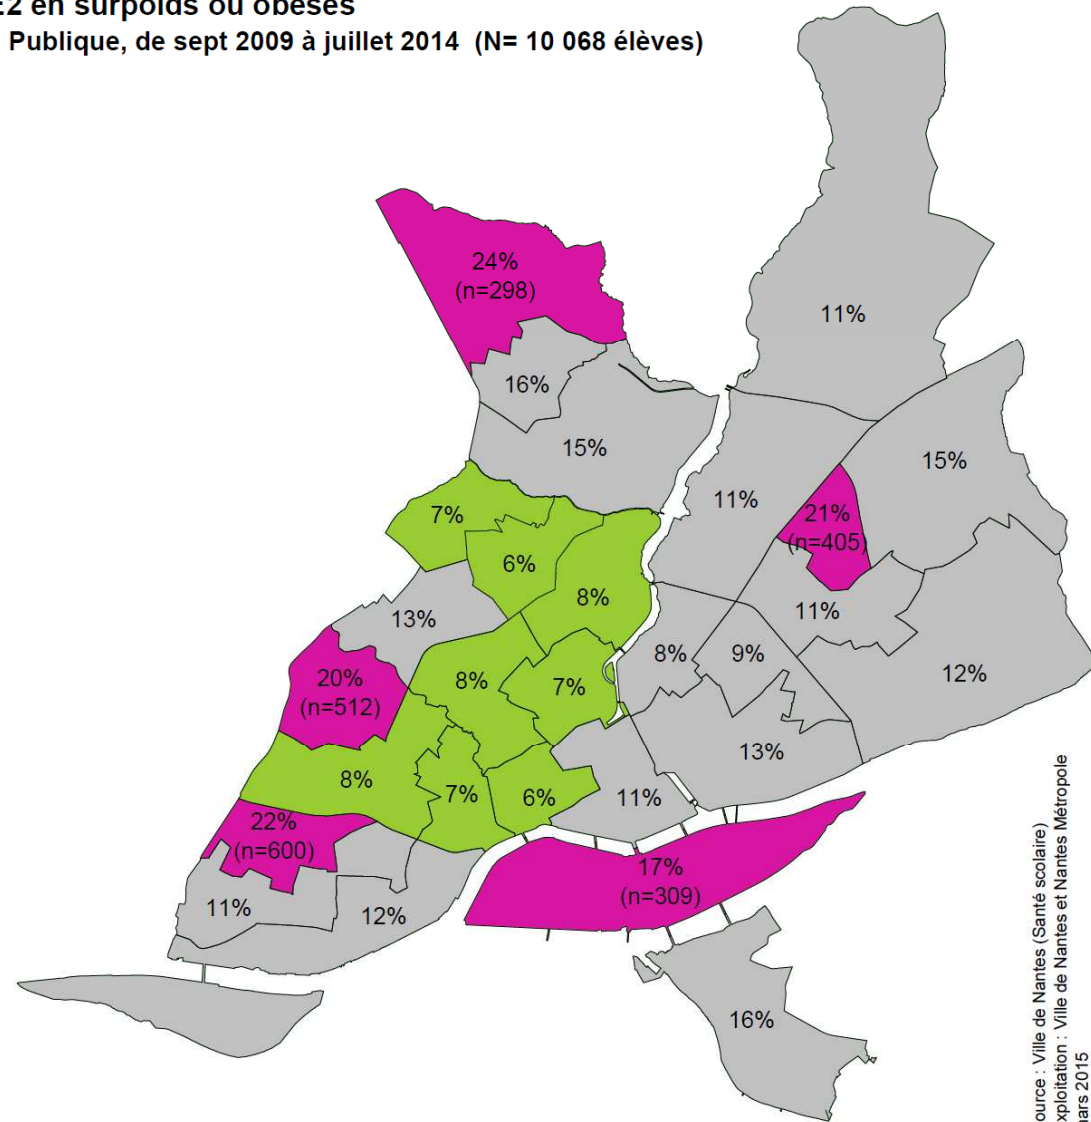 E2 en surpoids ou obèses
Publique, de sept 2009 à juillet 2014 (N= 10 068 élèves)
24%
(n=298)
11%
16%
15%
15%
11%
7%
21%
(n=405)
6%
8%
13%
11%
8%
9%
20%
(n=512)
8%
7%
12%
13%
8%
7%
6%
11%
22%
(n=600)
17%
(n=309)
11%
12%
16%
ource : Ville de Nantes (Santé scolaire)
xploitation : Ville de Nantes et Nantes Métropole
ars 2015